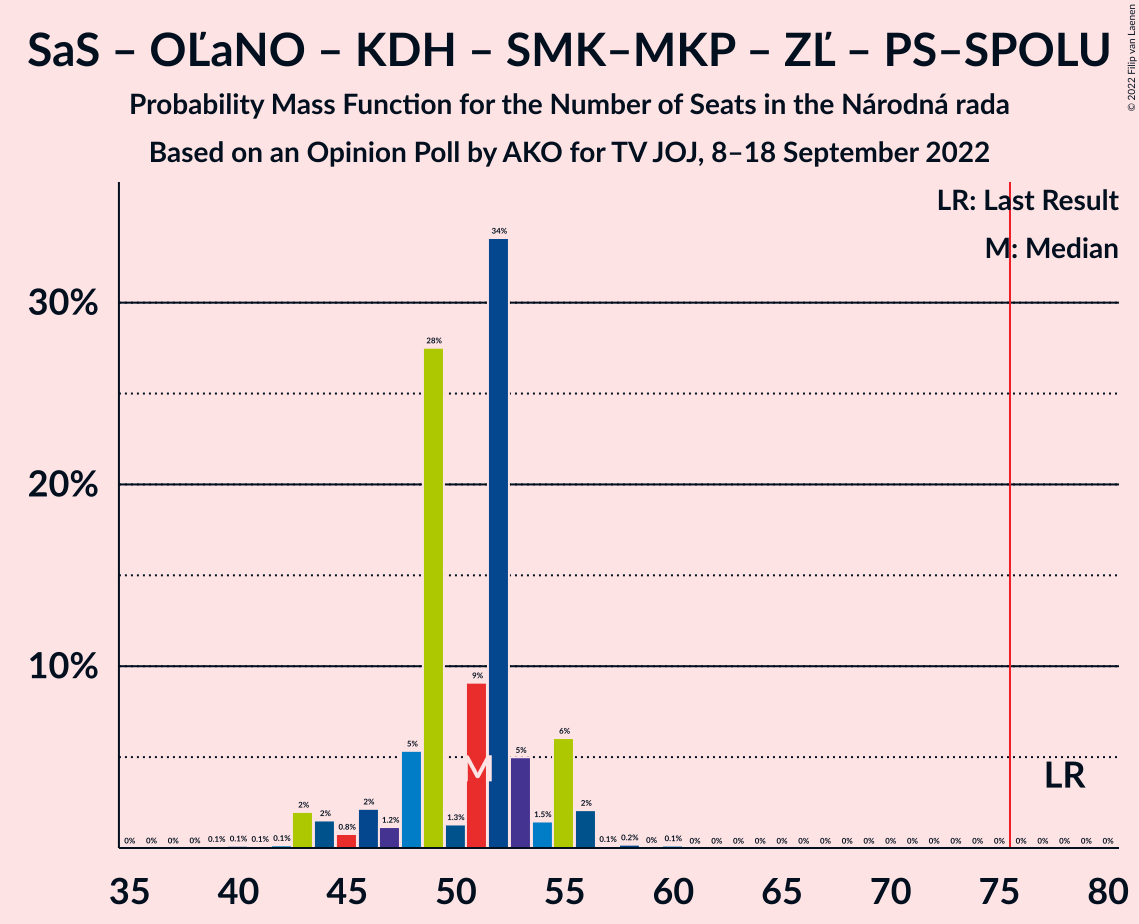 SaS – OĽaNO – KDH – SMK–MKP – ZĽ – PS–SPOLU
Probability Mass Function for the Number of Seats in the Národná rada
Based on an Opinion Poll by AKO for TV JOJ, 8–18 September 2022
© 2022 Filip van Laenen
LR: Last Result
M: Median
30%
20%
10%
0% 0% 0% 0% 0.1% 0.1% 0.1% 0.1% 2% 2% 0.8% 2% 1.2% 5% 28% 1.3% 9% 34% 5% 1.5% 6% 2% 0.1% 0.2% 0% 0.1% 0% 0% 0% 0% 0% 0% 0% 0% 0% 0% 0% 0% 0% 0% 0% 0% 0% 0% 0% 0%
M
LR
35 40 45 50 55 60 65 70 75 80